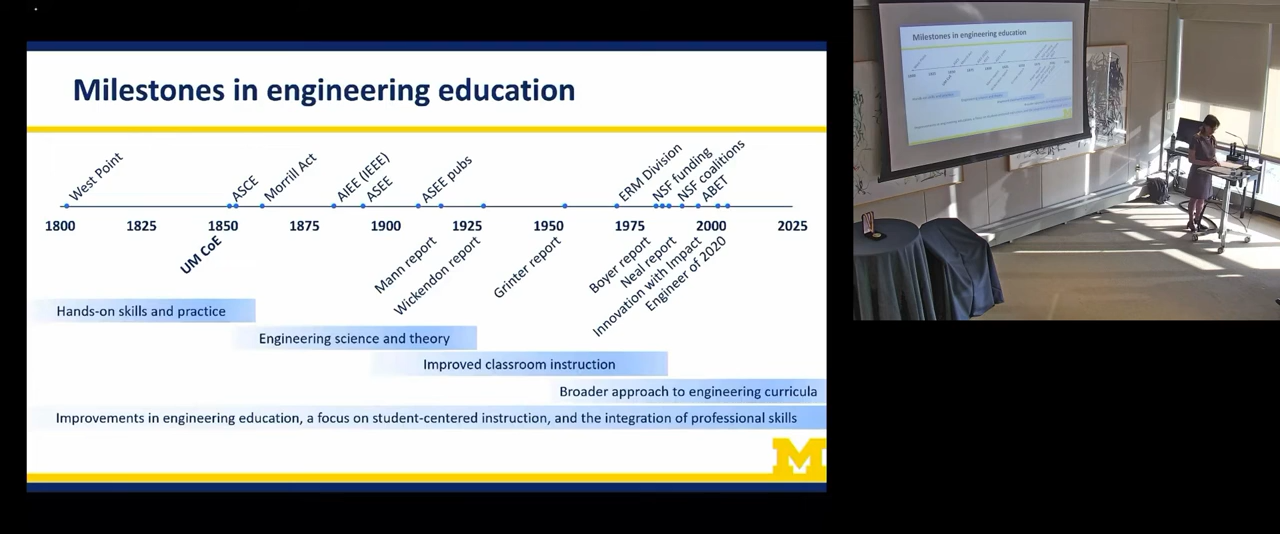 Milestones in engineering education
West Point
ASCE
Morrill Act
AIEE (IEEE)
ASEE
ASEE pubs
ERM Division
NSF funding
NSF coalitions
ABET
1800 1825 1850 1875 1900 1925 1950 1975 2000 2025
UM CoE
Mann report
Wickendon report
Grinter report
Boyer report
Neal report
Innovation with Impact
Engineer of 2020
Hands-on skills and practice
Engineering science and theory
Improved classroom instruction
Broader approach to engineering curricula
Improvements in engineering education, a focus on student-centered instruction, and the integration of professional skills
M
Milestones in engineering education